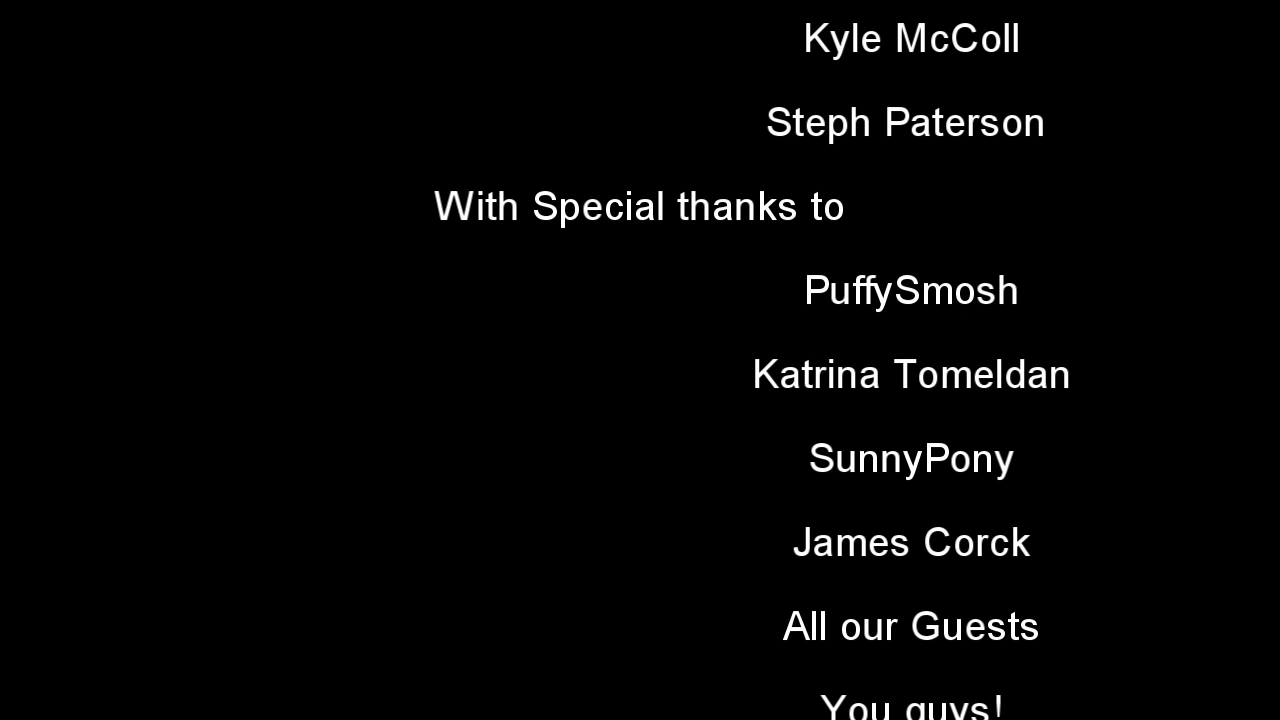 Kyle McColl
Steph Paterson
With Special thanks to
PuffySmosh
Katrina Tomeldan
SunnyPony
James Corck
All our Guests
You guys!